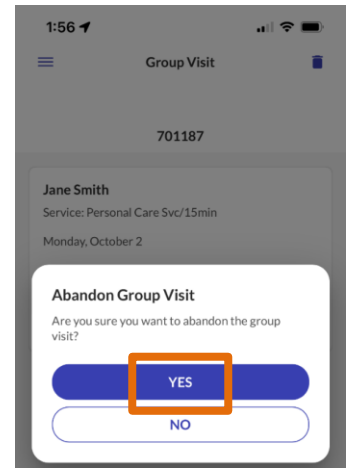 1:56
Group Visit
701187
Jane Smith
Service: Personal Care Svc/15min
Monday, October 2
Abandon Group Visit
Are you sure you want to abandon the group
visit?
YES
NO